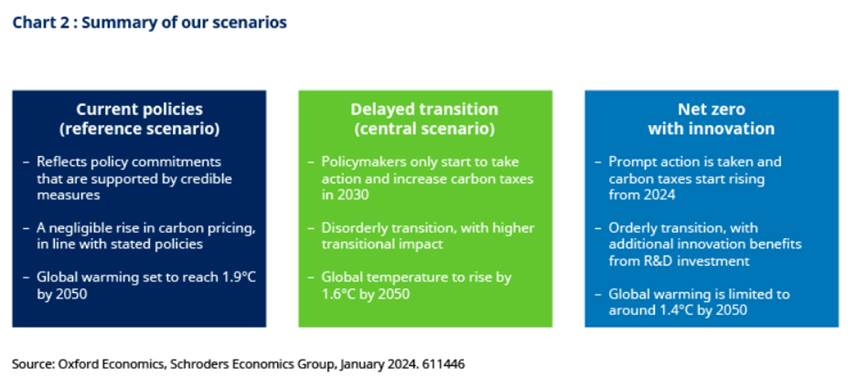 Chart 2 : Summary of our scenarios
Current policies
(reference scenario)
– Reflects policy commitments
that are supported by credible
measures
– A negligible rise in carbon pricing,
in line with stated policies
– Global warming set to reach 1.9°C
by 2050
Delayed transition
(central scenario)
– Policymakers only start to take
action and increase carbon taxes
in 2030
– Disorderly transition, with higher
transitional impact
– Global temperature to rise by
1.6°C by 2050
Net zero
with innovation
– Prompt action is taken and
carbon taxes start rising
from 2024
– Orderly transition, with
additional innovation benefits
from R&D investment
– Global warming is limited to
around 1.4°C by 2050
Source: Oxford Economics, Schroders Economics Group, January 2024. 611446